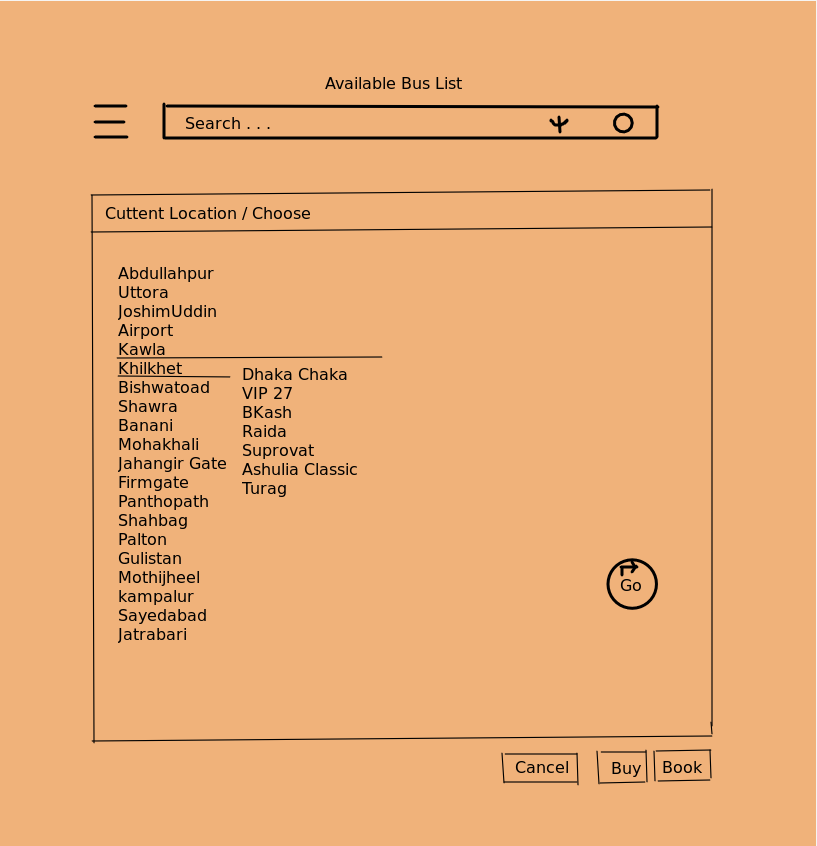 Available Bus List
Search . . .
Cuttent Location / Choose
Abdullahpur
Uttora
JoshimUddin
Airport
Kawla
Khilkhet
Bishwatoad
Shawra
Banani
Mohakhali
Jahangir Gate
Firmgate
Panthopath
Shahbag
Palton
Gulistan
Mothijheel
kampalur
Sayedabad
Jatrabari
Dhaka Chaka
VIP 27
BKash
Raida
Suprovat
Ashulia Classic
Turag
Go
Cancel
Buy
Book